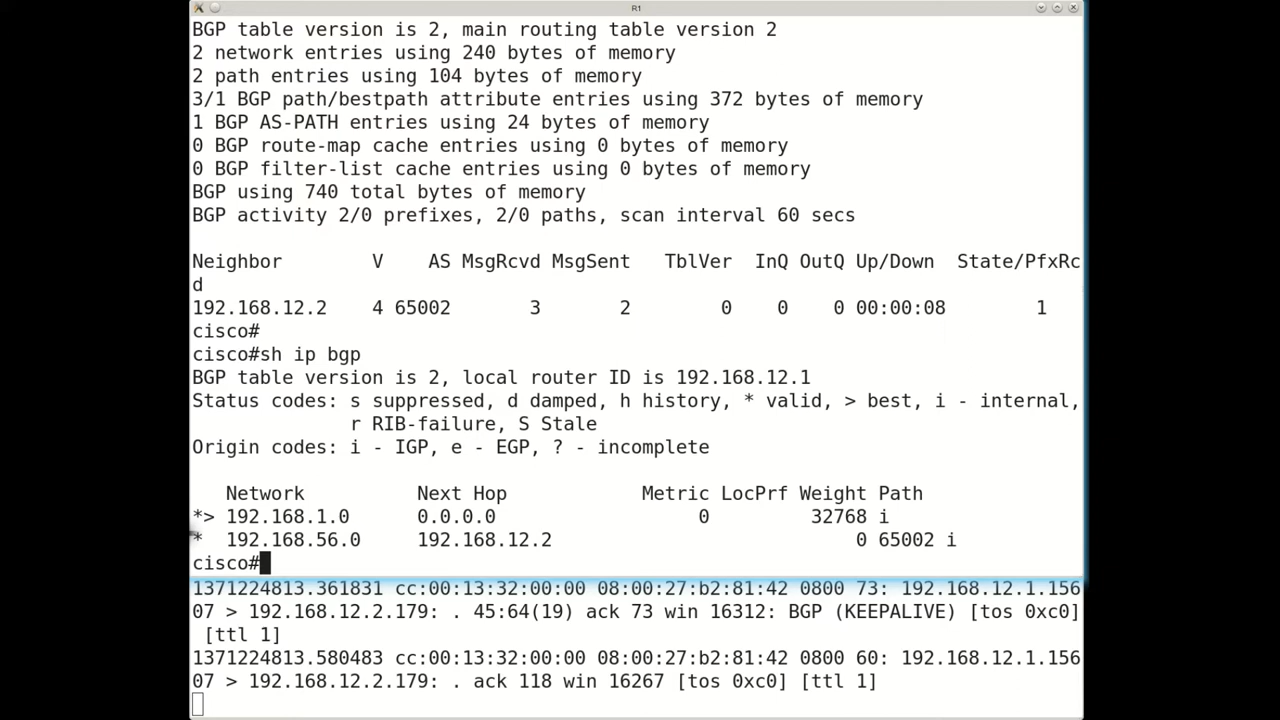 R1
BGP table version is 2, main routing table version 2
2 network entries using 240 bytes of memory
2 path entries using 104 bytes of memory
3/1 BGP path/bestpath attribute entries using 372 bytes of memory
1 BGP AS-PATH entries using 24 bytes of memory
0 BGP route-map cache entries using 0 bytes of memory
0 BGP filter-list cache entries using 0 bytes of memory
BGP using 740 total bytes of memory
BGP activity 2/0 prefixes, 2/0 paths, scan interval 60 secs
Neighbor        V    AS MsgRcvd MsgSent   TblVer  InQ OutQ Up/Down  State/PfxRc
d
192.168.12.2    4 65002       3       2        0    0    0 00:00:08        1
cisco#
cisco#sh ip bgp
BGP table version is 2, local router ID is 192.168.12.1
Status codes: s suppressed, d damped, h history, * valid, > best, i - internal,
              r RIB-failure, S Stale
Origin codes: i - IGP, e - EGP, ? - incomplete
   Network          Next Hop            Metric LocPrf Weight Path
*> 192.168.1.0      0.0.0.0                  0         32768 i
*  192.168.56.0     192.168.12.2                           0 65002 i
cisco#
1371224813.361831 cc:00:13:32:00:00 08:00:27:b2:81:42 0800 73: 192.168.12.1.156
07 > 192.168.12.2.179: . 45:64(19) ack 73 win 16312: BGP (KEEPALIVE) [tos 0xc0]
 [ttl 1]
1371224813.580483 cc:00:13:32:00:00 08:00:27:b2:81:42 0800 60: 192.168.12.1.156
07 > 192.168.12.2.179: . ack 118 win 16267 [tos 0xc0] [ttl 1]